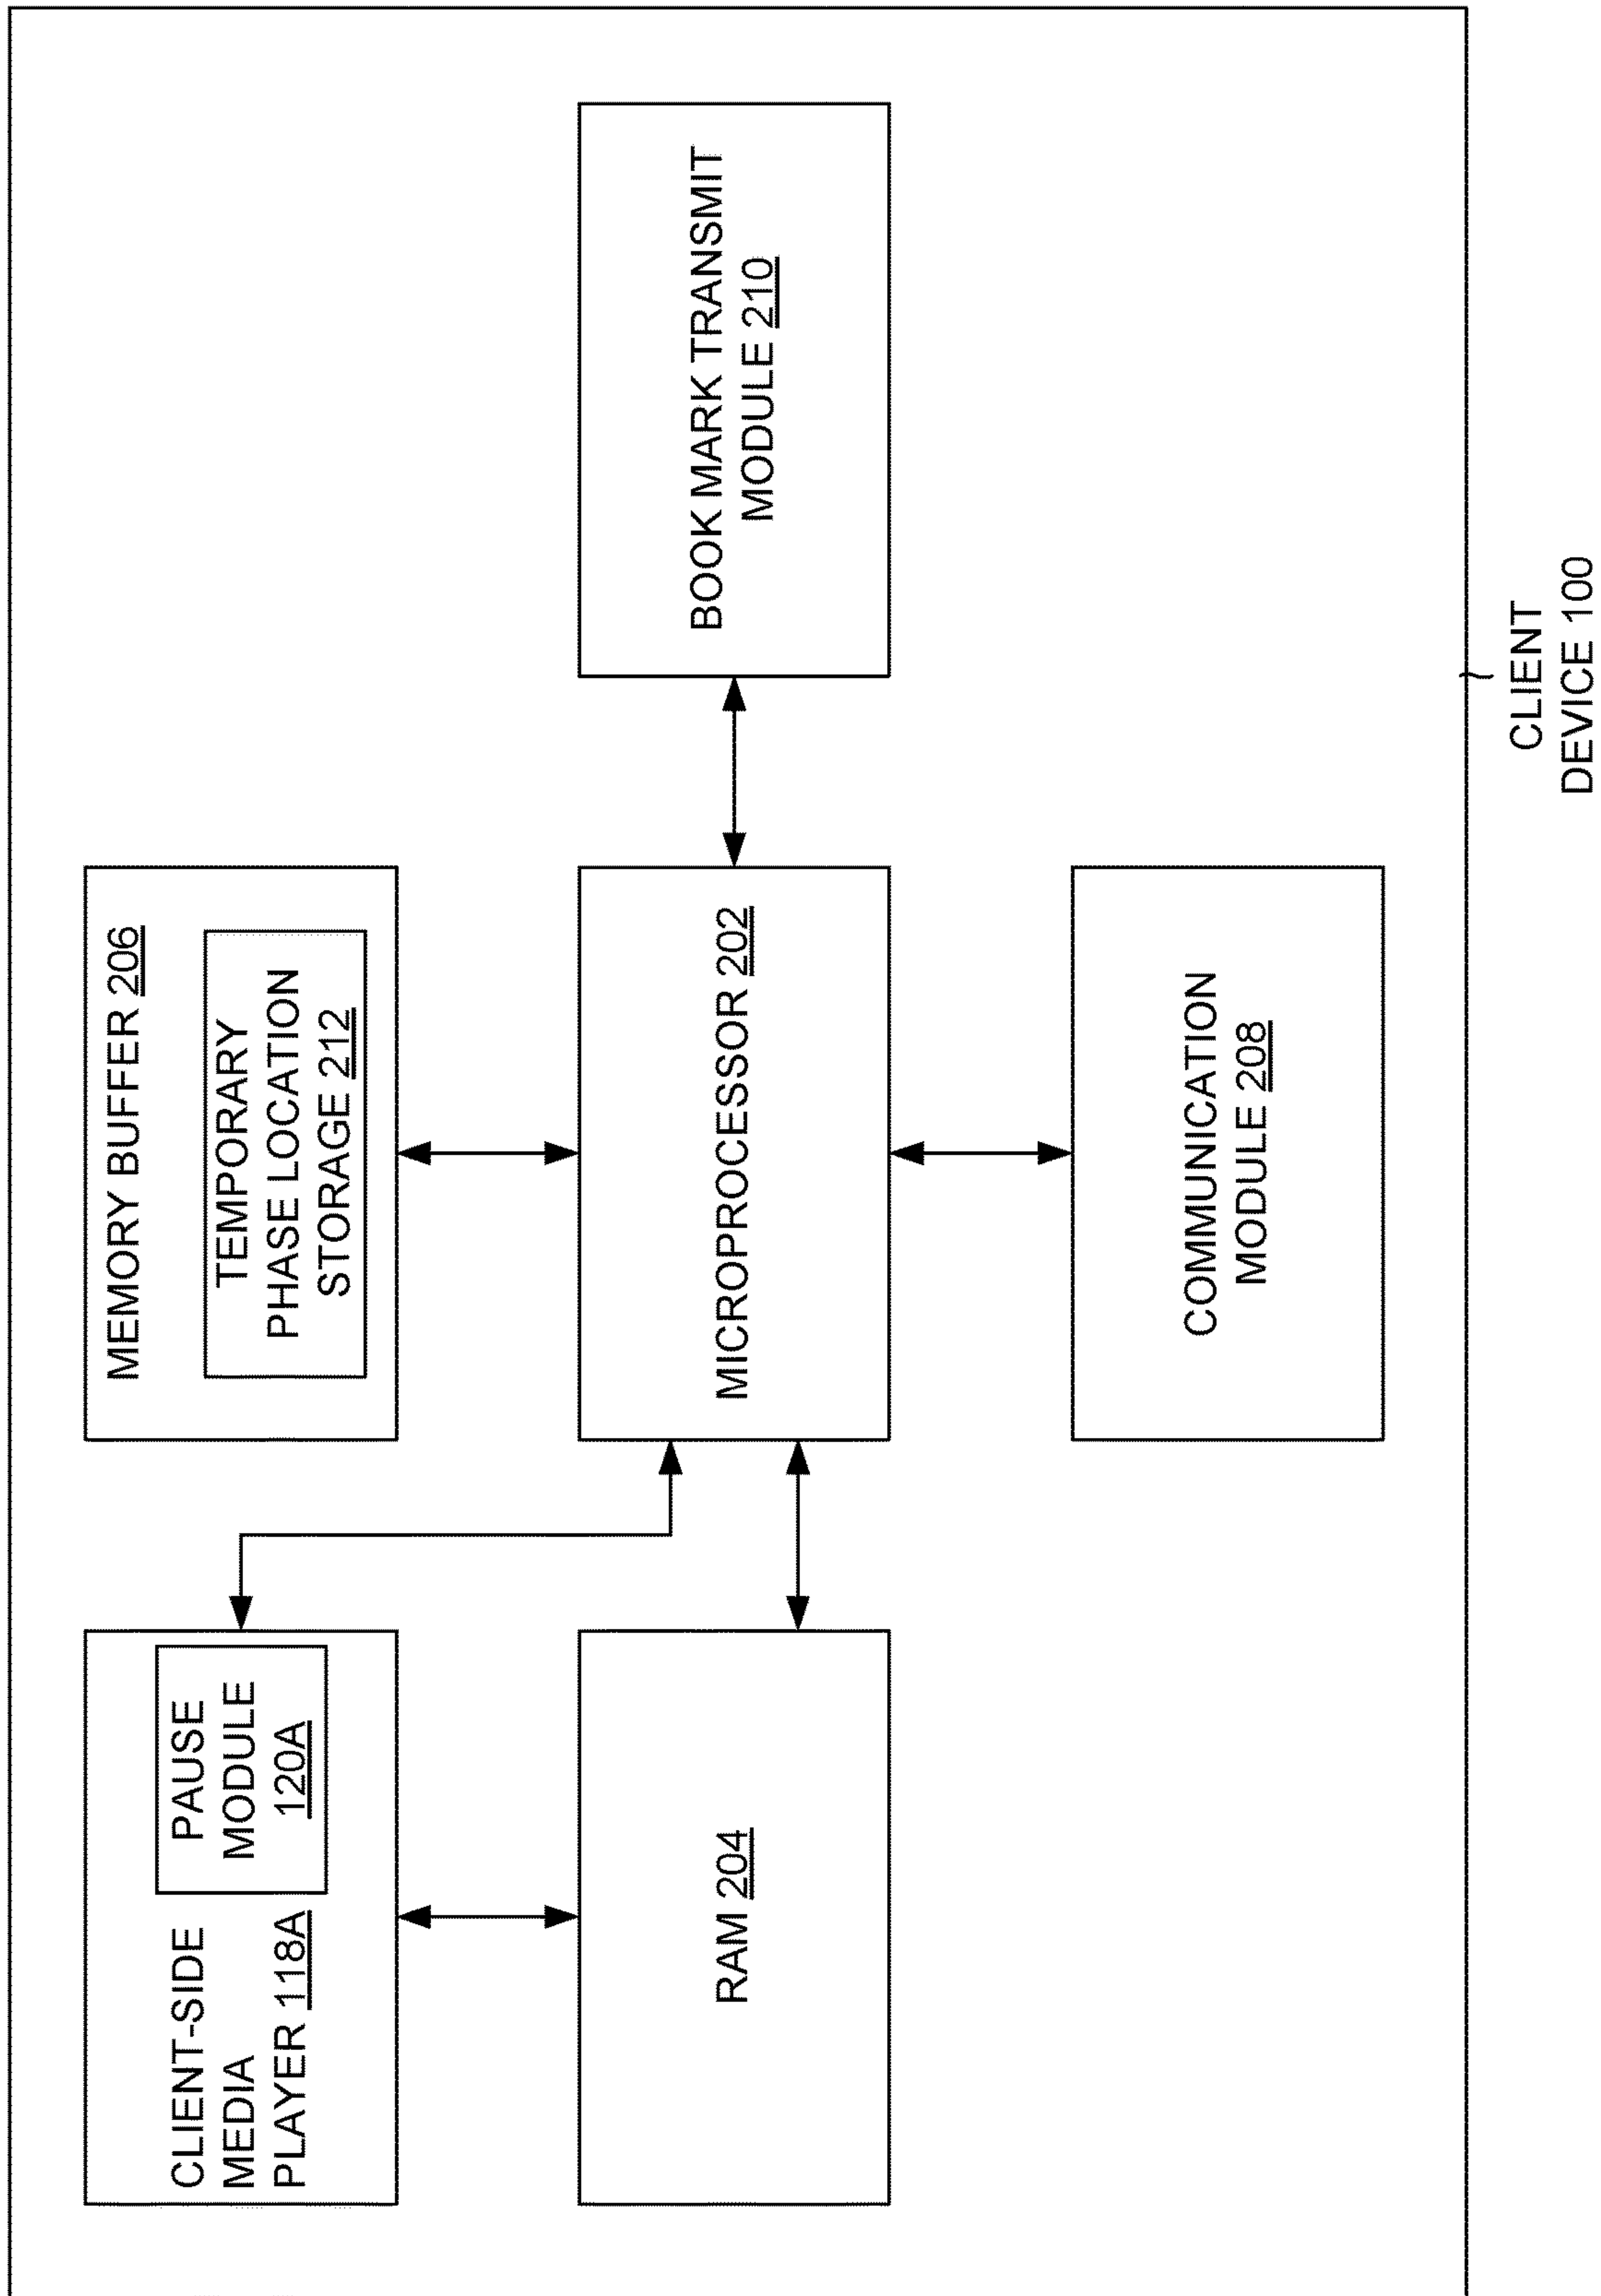 CLIENT-SIDE
MEDIA
PLAYER 118A
PAUSE
MODULE
120A
MEMORY BUFFER 206
TEMPORARY
PHASE LOCATION
STORAGE 212
RAM 204
MICROPROCESSOR 202
BOOK MARK TRANSMIT
MODULE 210
COMMUNICATION
MODULE 208
CLIENT
DEVICE 100